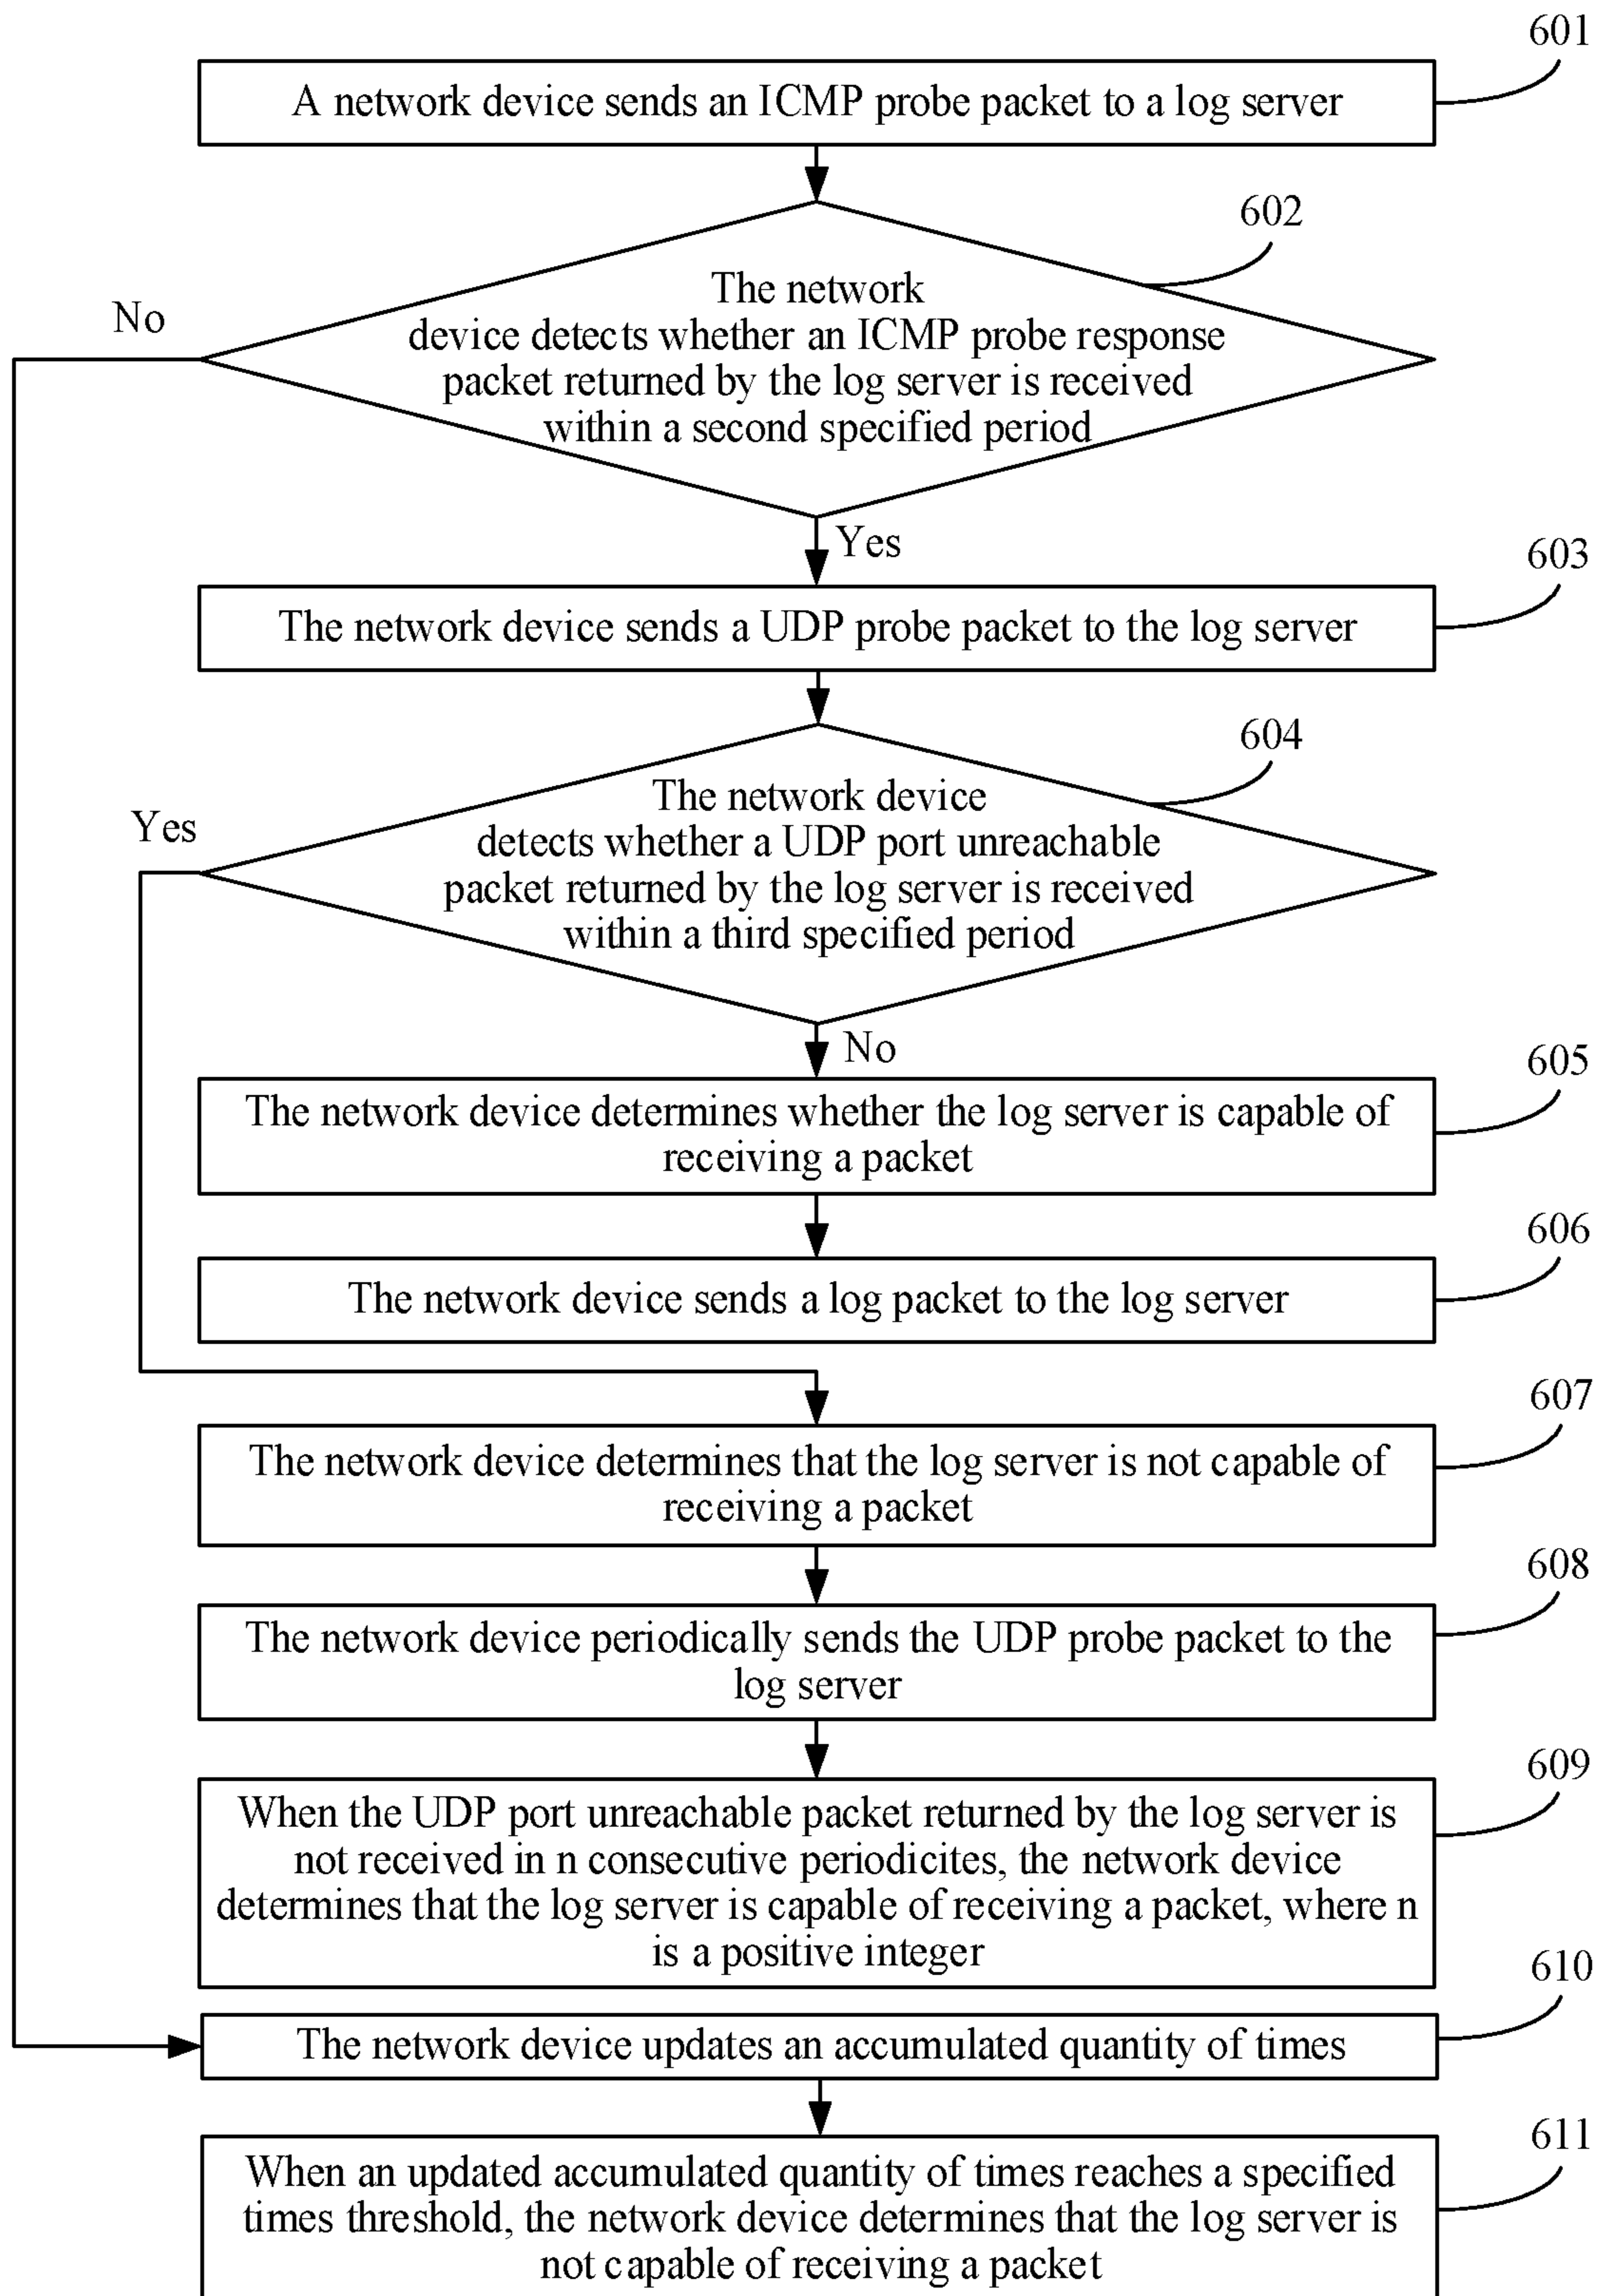 601
A network device sends an ICMP probe packet to a log server
602
The network
device detects whether an ICMP probe response
packet returned by the log server is received
within a second specified period
No
Yes
603
The network device sends a UDP probe packet to the log server
604
The network device
detects whether a UDP port unreachable
packet returned by the log server is received
within a third specified period
Yes
No
605
The network device determines whether the log server is capable of
receiving a packet
606
The network device sends a log packet to the log server
607
The network device determines that the log server is not capable of
receiving a packet
608
The network device periodically sends the UDP probe packet to the
log server
609
When the UDP port unreachable packet returned by the log server is
not received in n consecutive periodicites, the network device
determines that the log server is capable of receiving a packet, where n
is a positive integer
610
The network device updates an accumulated quantity of times
611
When an updated accumulated quantity of times reaches a specified
times threshold, the network device determines that the log server is
not capable of receiving a packet